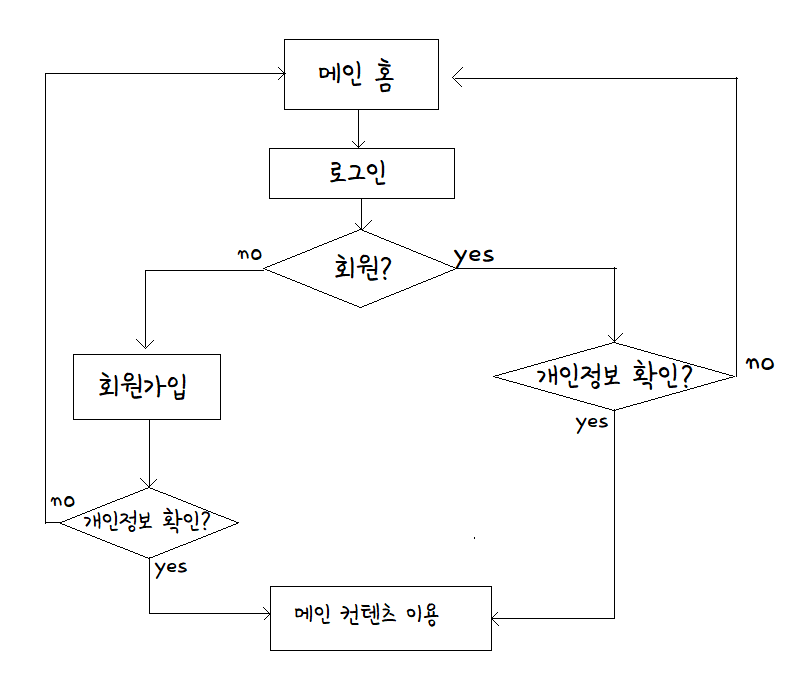 메인 홈
로그인
no
회원?
yes
회원가입
개인정보 확인?
no
yes
no
개인정보 확인?
yes
메인 컨텐츠 이용